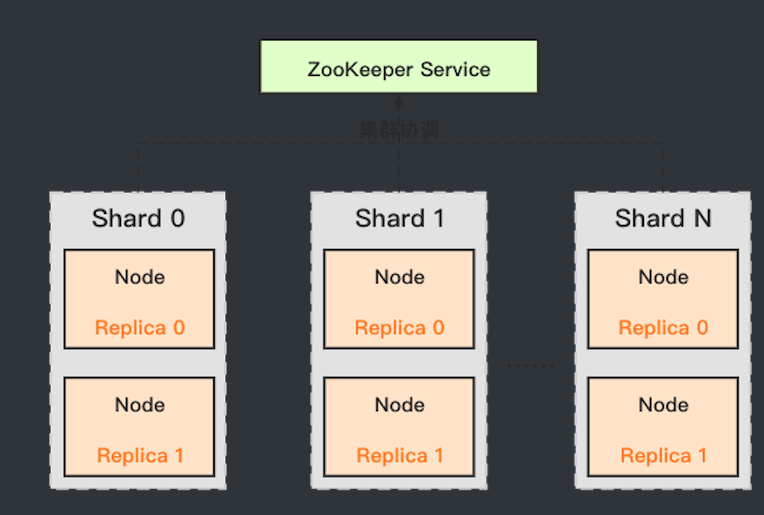 ZooKeeper Service
集群协调
Shard 0
Shard 1
Shard N
Node
Replica 0
Node
Replica 0
Node
Replica 0
......
Node
Replica 1
Node
Replica 1
Node
Replica 1